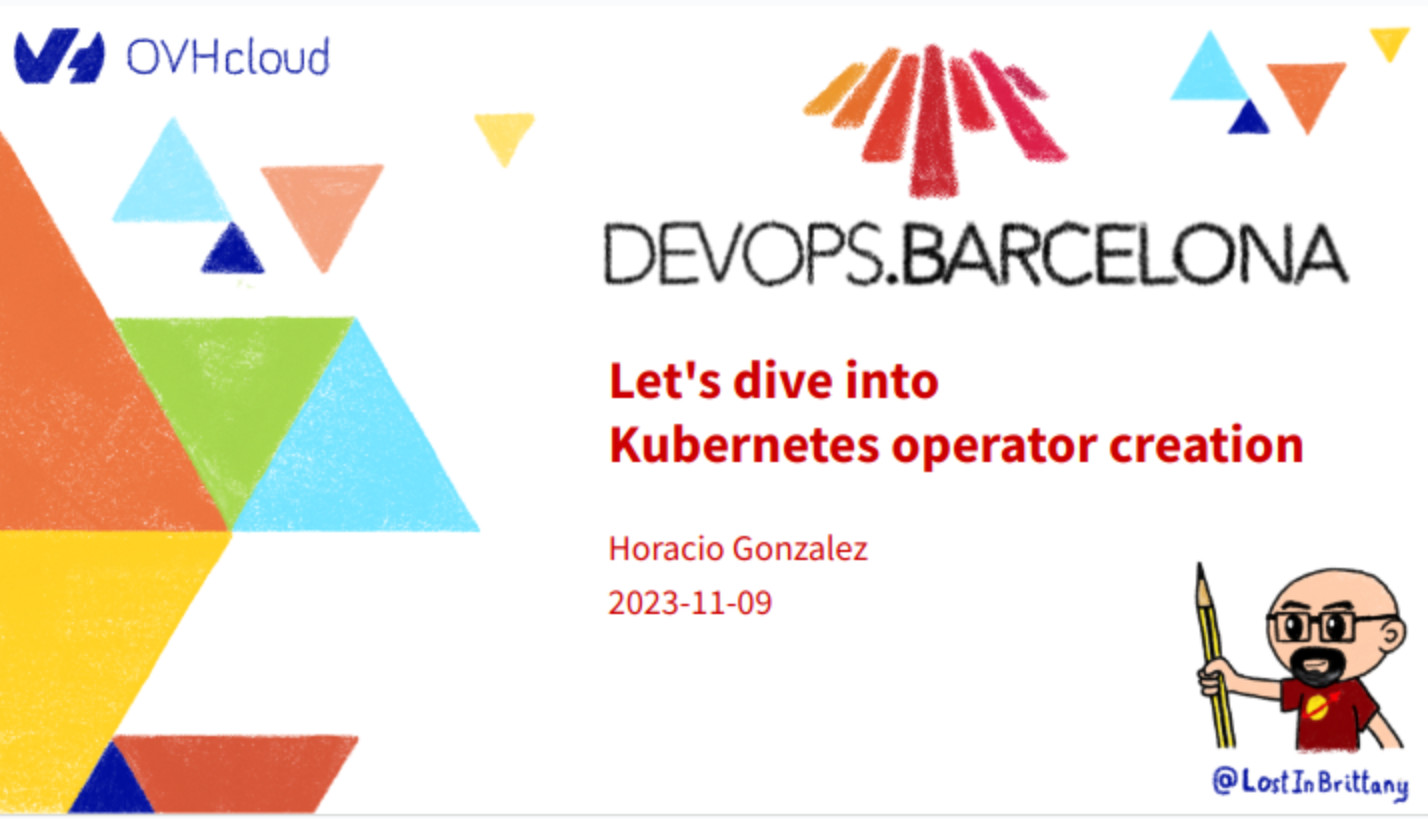 OVHcloud
DEVOPS.BARCELONA
Let's dive into
Kubernetes operator creation
Horacio Gonzalez
2023-11-09
@LostInBrittany